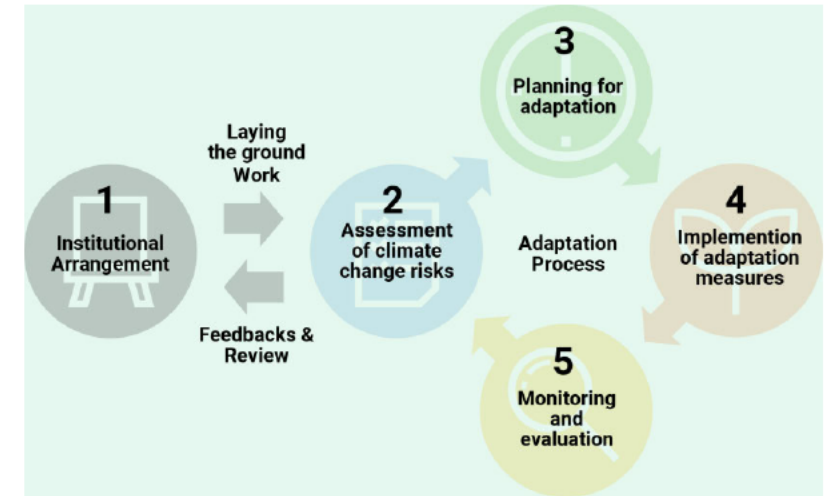 1
Institutional
Arrangement
Laying
the ground
Work
Feedbacks &
Review
2
Assessment
of climate
change risks
3
Planning for
adaptation
Adaptation
Process
4
Implemention
of adaptation
measures
5
Monitoring
and
evaluation